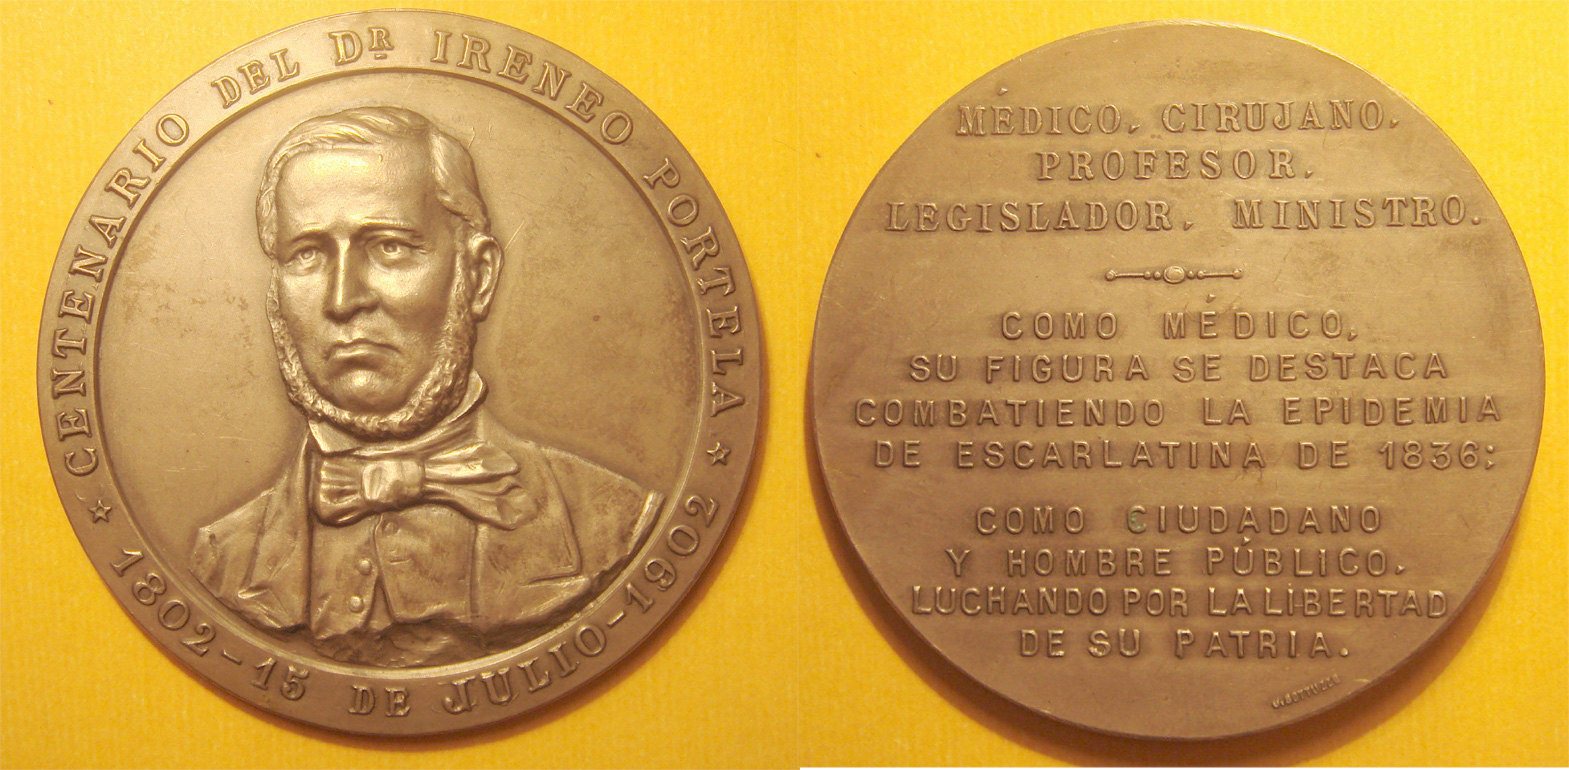 CENTENARIO DEL DR IRENEO PORTELA
1802-15 DE JULIO-1902
MÉDICO, CIRUJANO,
PROFESOR,
LEGISLADOR, MINISTRO.
COMO MÉDICO,
SU FIGURA SE DESTACA
COMBATIENDO LA EPIDEMIA
DE ESCARLATINA DE 1836;
COMO CIUDADANO
Y HOMBRE PÚBLICO,
LUCHANDO POR LA LIBERTAD
DE SU PATRIA.